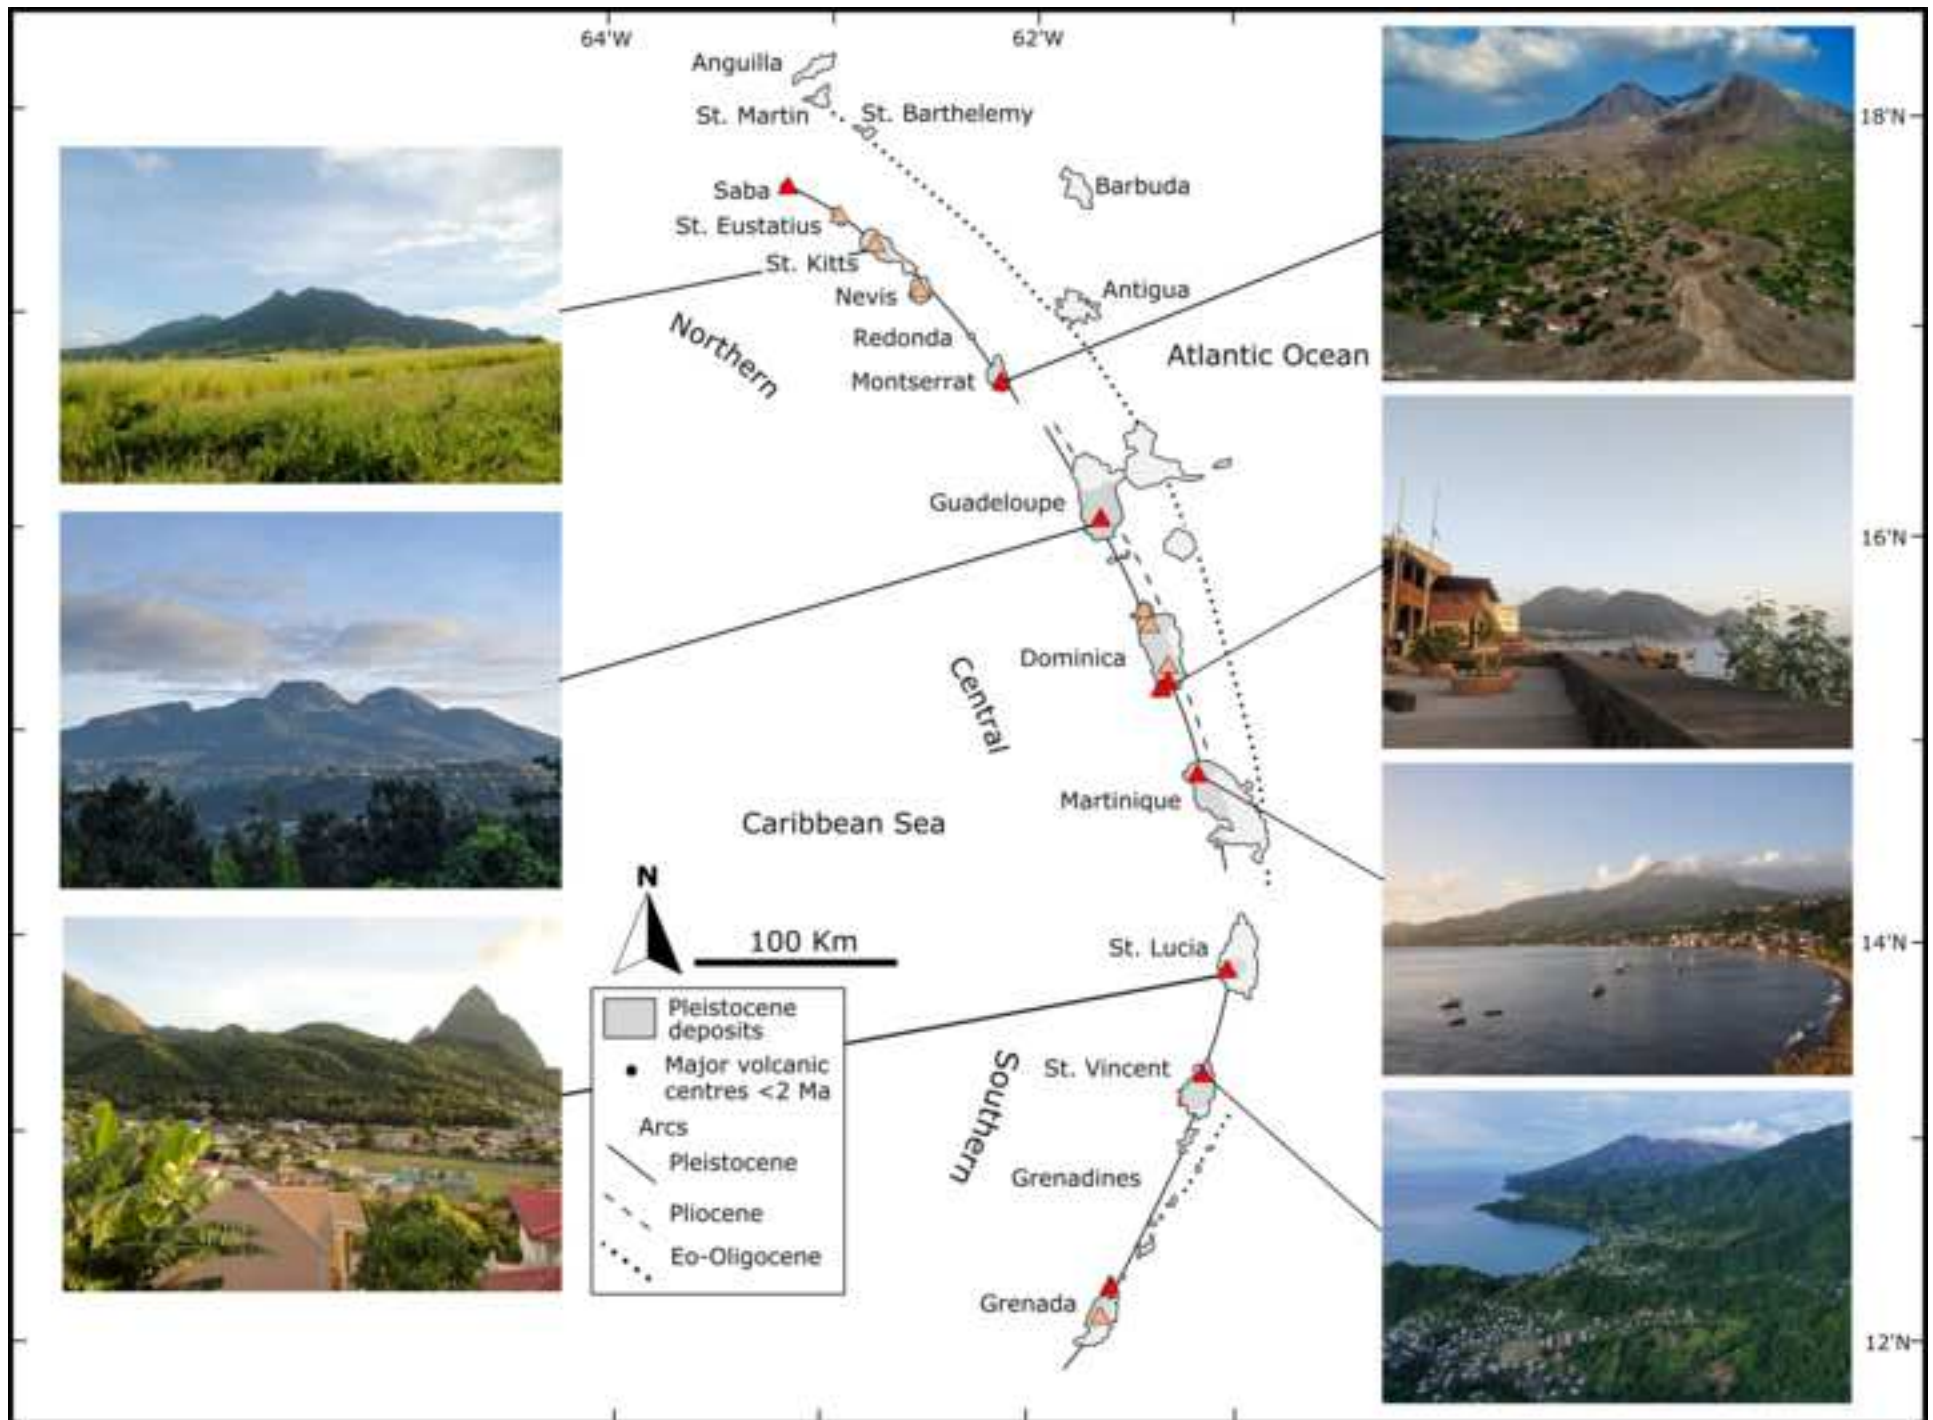 64'W
62'W
Anguilla
St. Martin
St. Barthelemy
18'N
Saba
Barbuda
St. Eustatius
St. Kitts
Nevis
Antigua
Northern
Redonda
Atlantic Ocean
Montserrat
Guadeloupe
16'N
Dominica
Central
Martinique
Caribbean Sea
N
100 Km
St. Lucia
14'N
Pleistocene
deposits
Major volcanic
centres <2 Ma
Arcs
Pleistocene
Pliocene
Eo-Oligocene
St. Vincent
Southern
Grenadines
Grenada
12'N